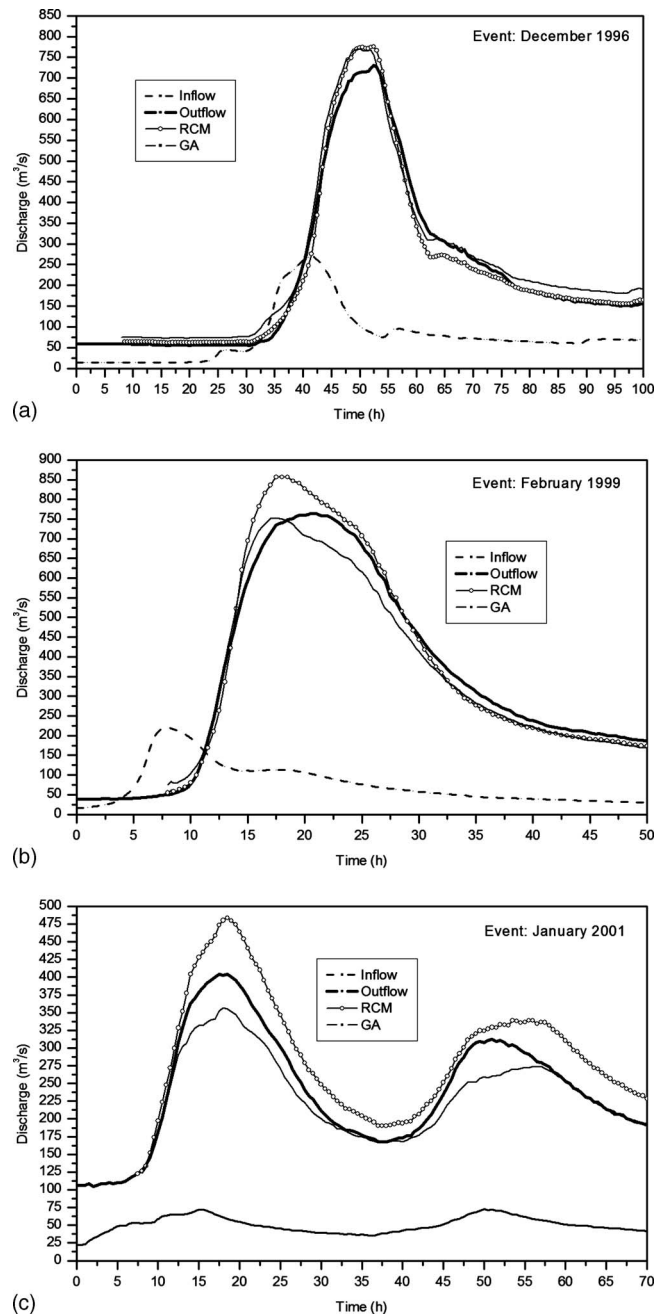 Event: December 1996
Inflow
Outflow
RCM
GA
Discharge (m³/s)
850
800
750
700
650
600
550
500
450
400
350
300
250
200
150
100
50
0
0 5 10 15 20 25 30 35 40 45 50 55 60 65 70 75 80 85 90 95 100
(a)
Time (h)
Event: February 1999
Inflow
Outflow
RCM
GA
Discharge (m³/s)
900
850
800
750
700
650
600
550
500
450
400
350
300
250
200
150
100
50
0
0 5 10 15 20 25 30 35 40 45 50
(b)
Time (h)
Event: January 2001
Inflow
Outflow
RCM
GA
Discharge (m³/s)
500
475
450
425
400
375
350
325
300
275
250
225
200
175
150
125
100
75
50
25
0
0 5 10 15 20 25 30 35 40 45 50 55 60 65 70
(c)
Time (h)